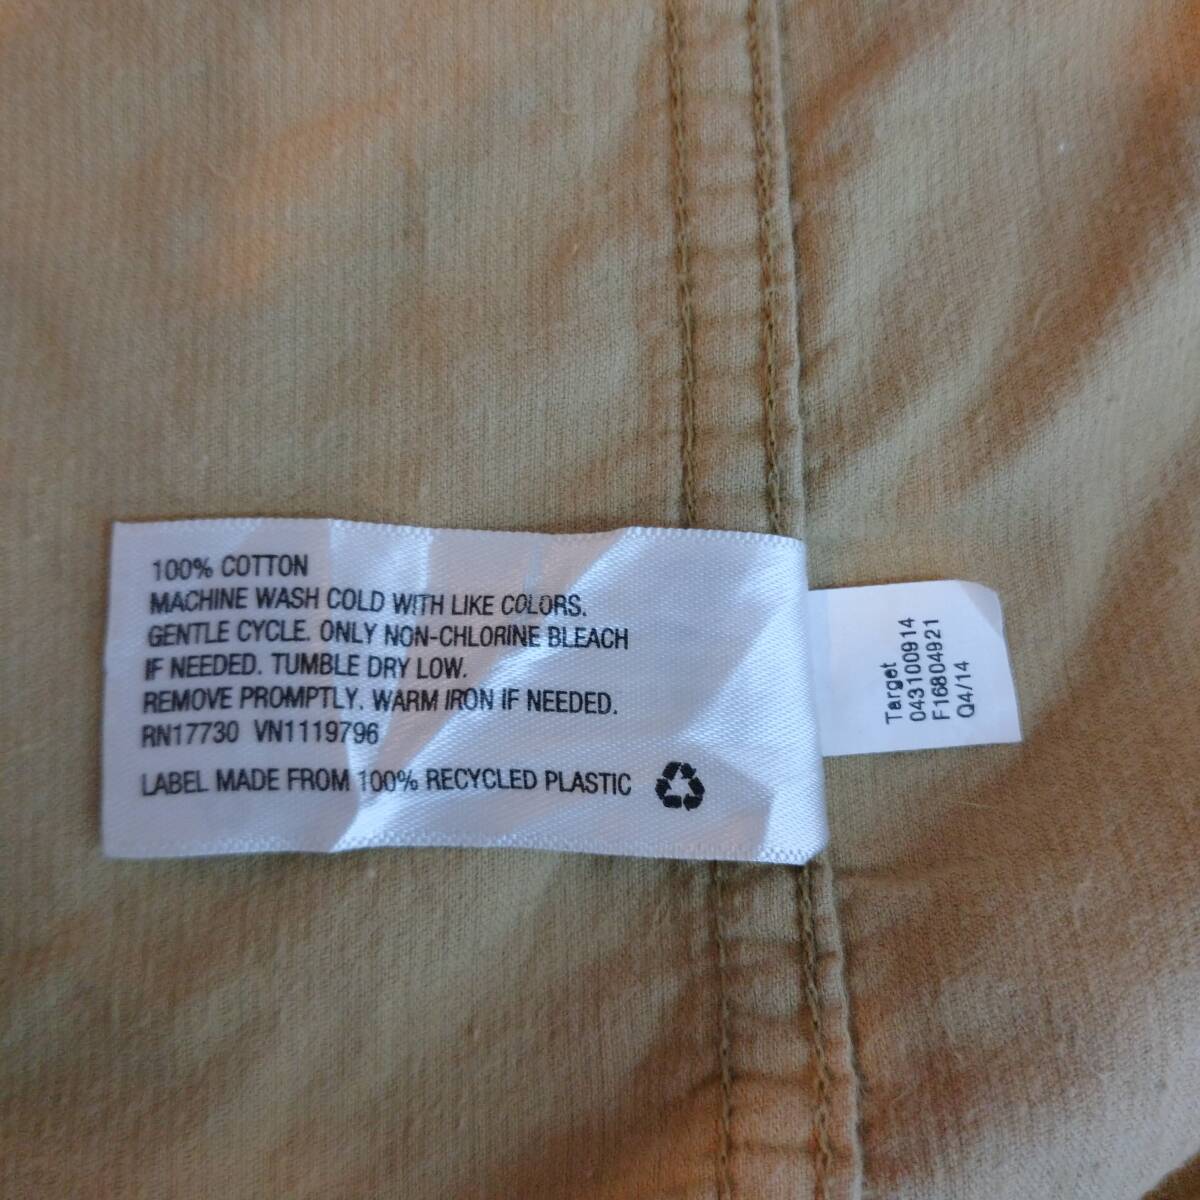 100% COTTON
MACHINE WASH COLD WITH LIKE COLORS.
GENTLE CYCLE. ONLY NON-CHLORINE BLEACH
IF NEEDED. TUMBLE DRY LOW.
REMOVE PROMPTLY. WARM IRON IF NEEDED.
RN17730 VN1119796
LABEL MADE FROM 100% RECYCLED PLASTIC
Target
043100914
F16804921
Q4/14